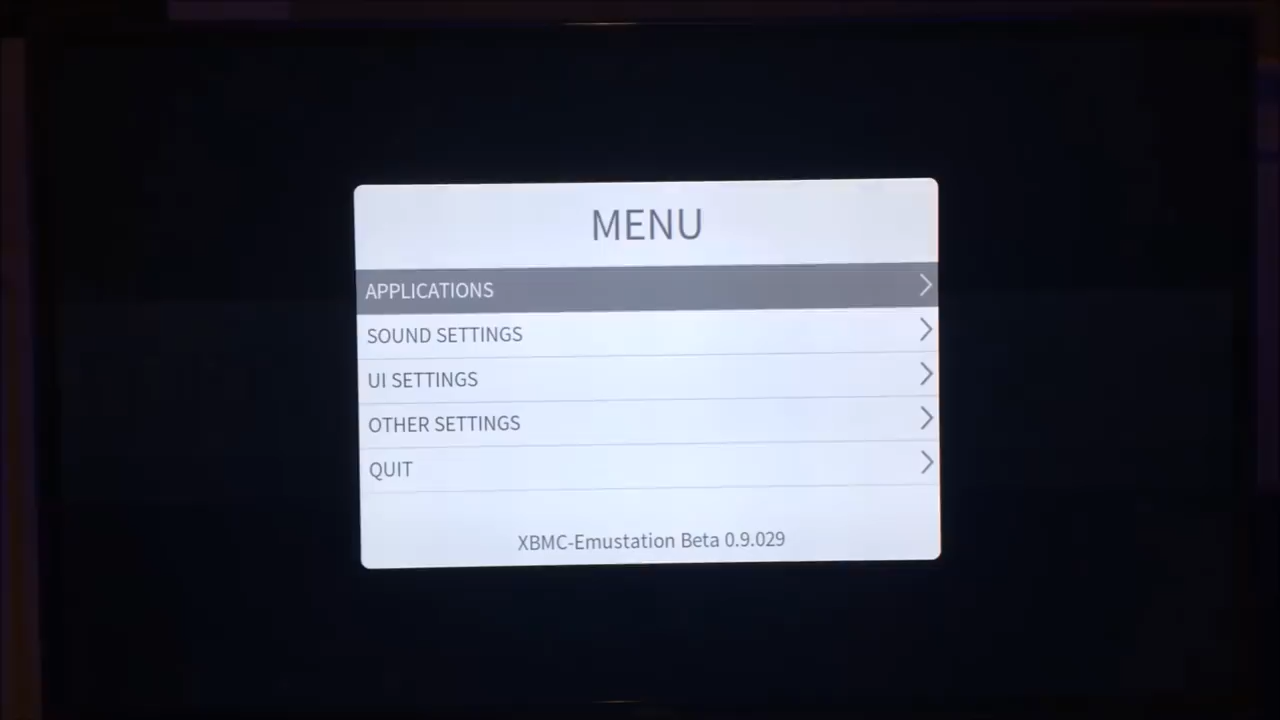 MENU
APPLICATIONS
SOUND SETTINGS
UI SETTINGS
OTHER SETTINGS
QUIT
XBMC-Emustation Beta 0.9.029